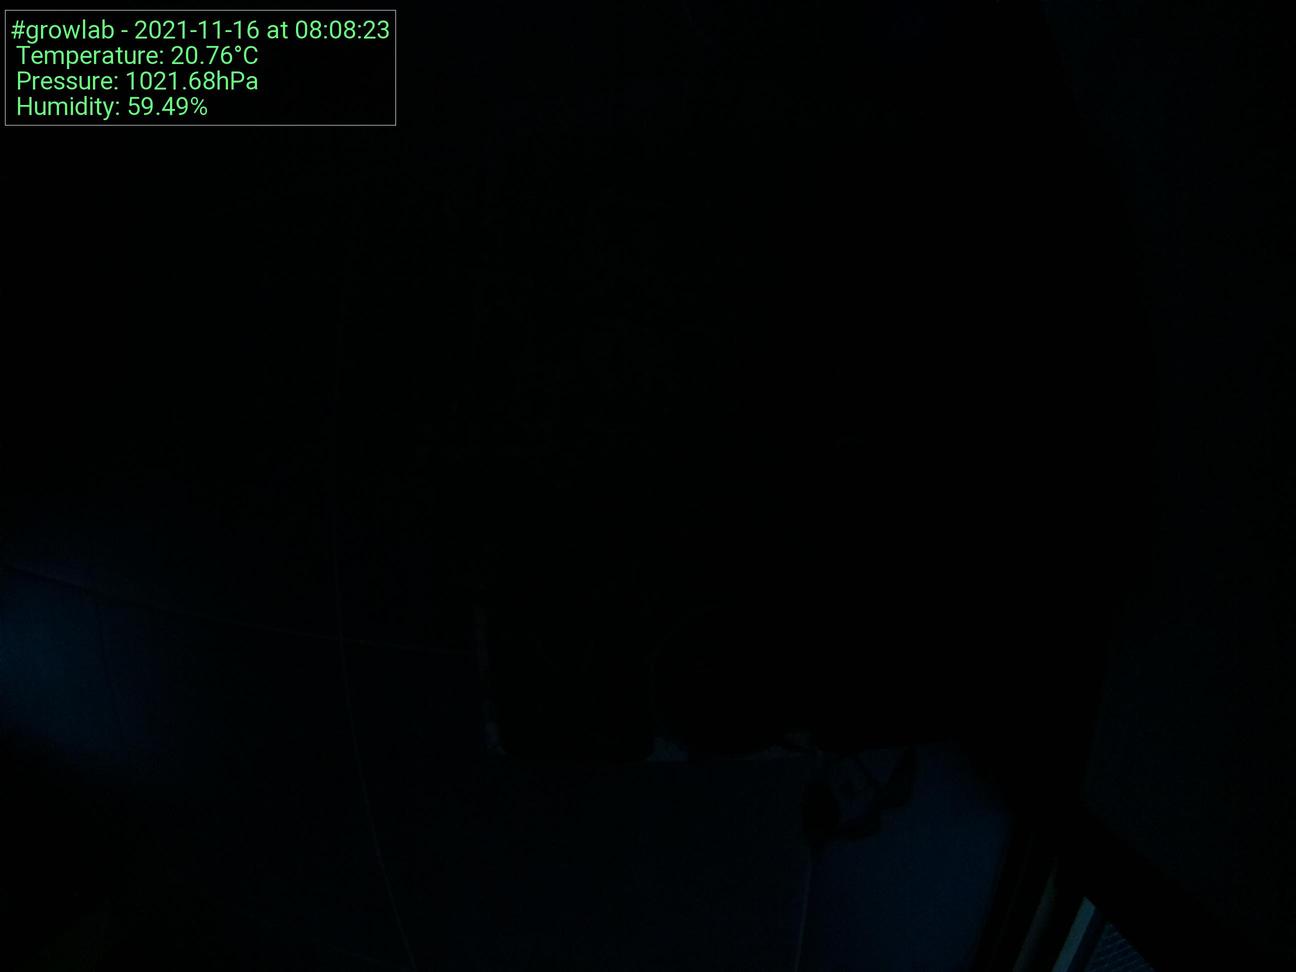 #growlab - 2021-11-16 at 08:08:23
Temperature: 20.76°C
Pressure: 1021.68hPa
Humidity: 59.49%